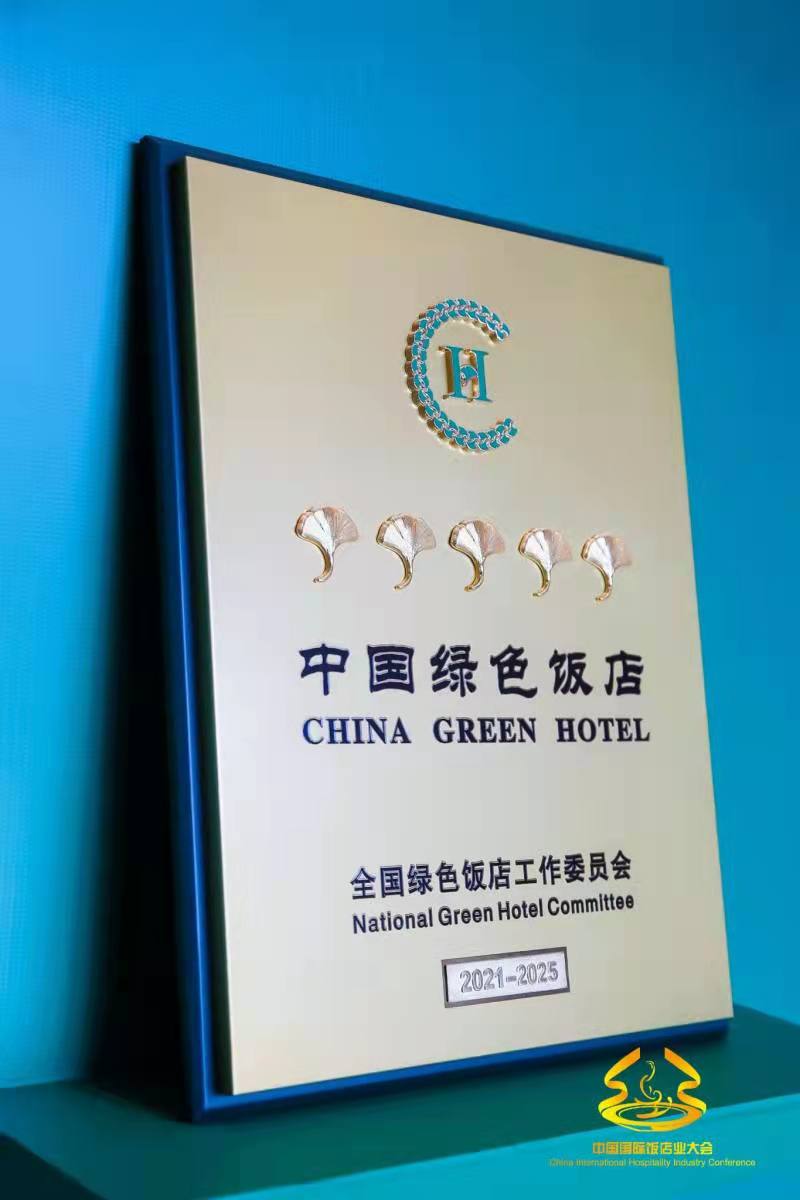 CH
中国绿色饭店
CHINA GREEN HOTEL
全国绿色饭店工作委员会
National Green Hotel Committee
2021-2025
中国国际饭店业大会
China International Hospitality Industry Conference